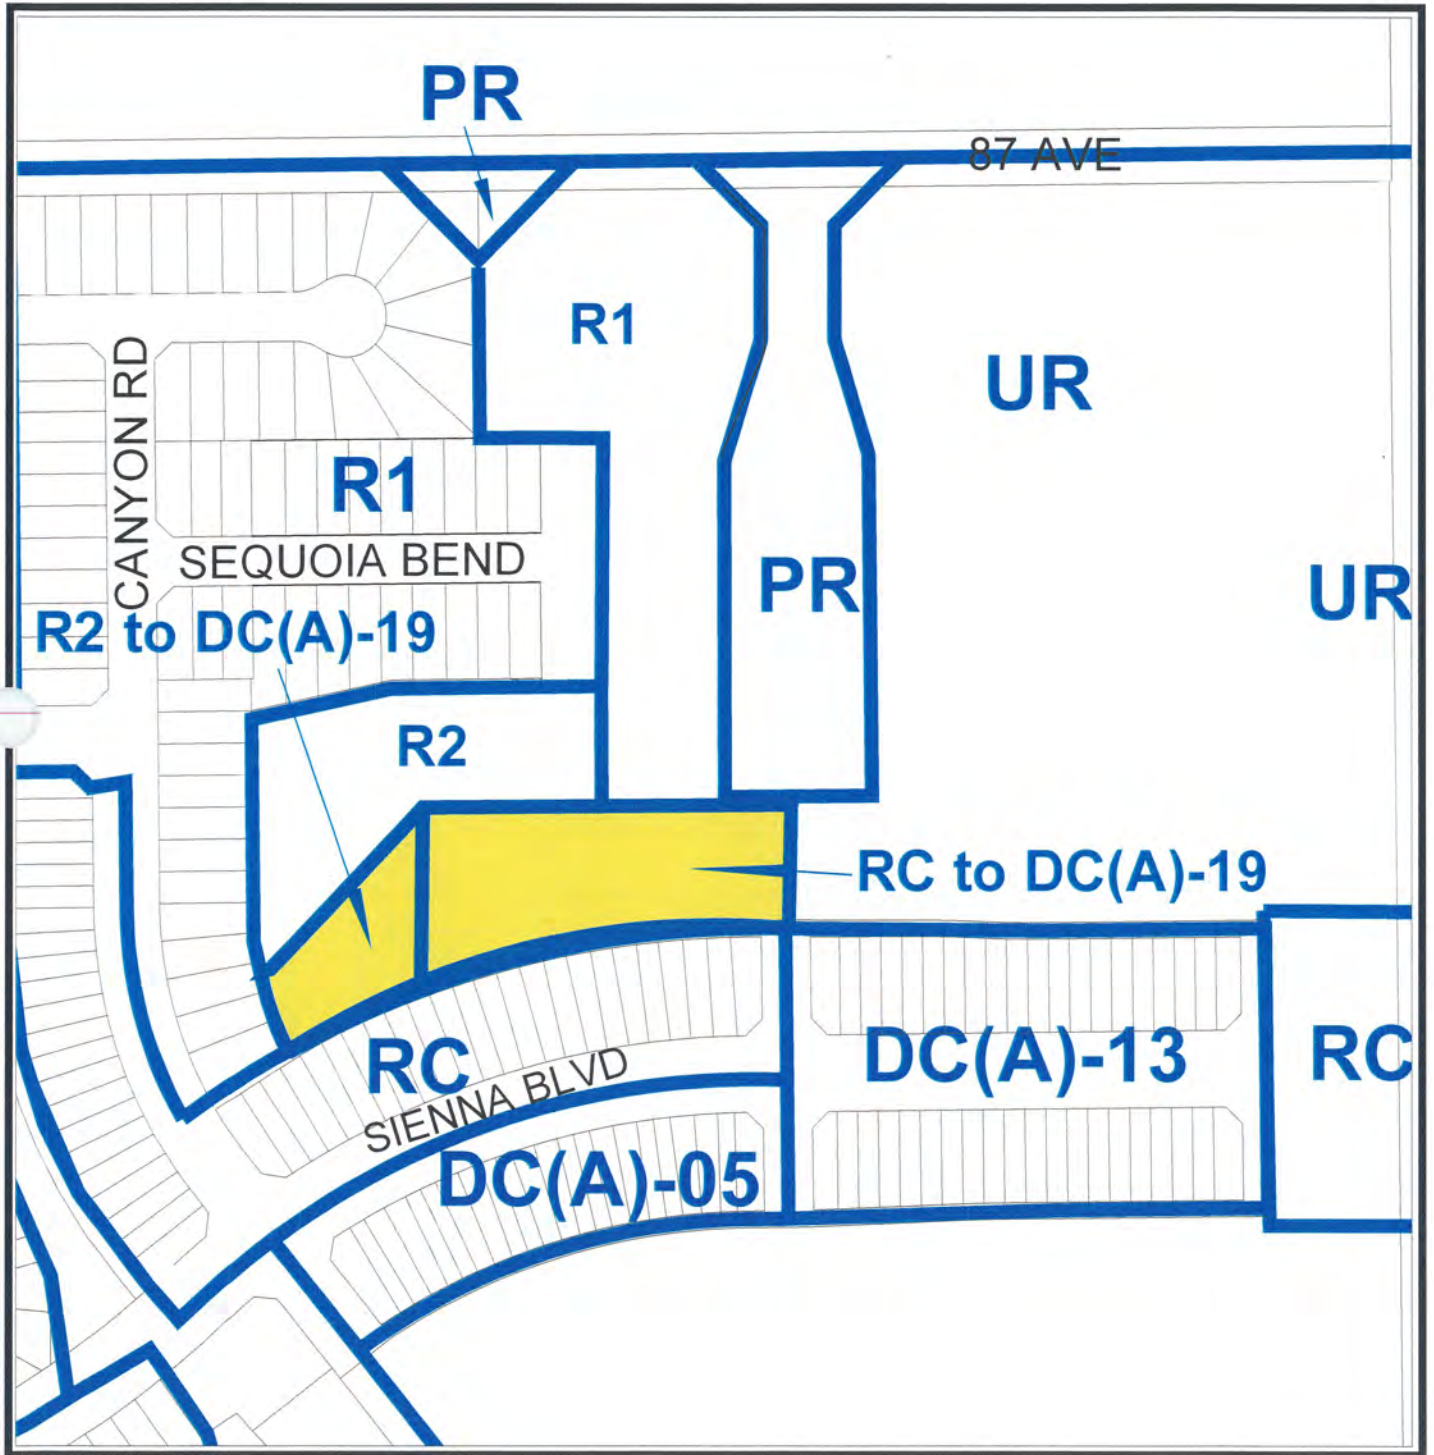 PR
87 AVE
R1
UR
CANYON RD
R1
SEQUOIA BEND
PR
UR
R2 to DC(A)-19
R2
RC to DC(A)-19
RC
DC(A)-13
RC
SIENNA BLVD
DC(A)-05